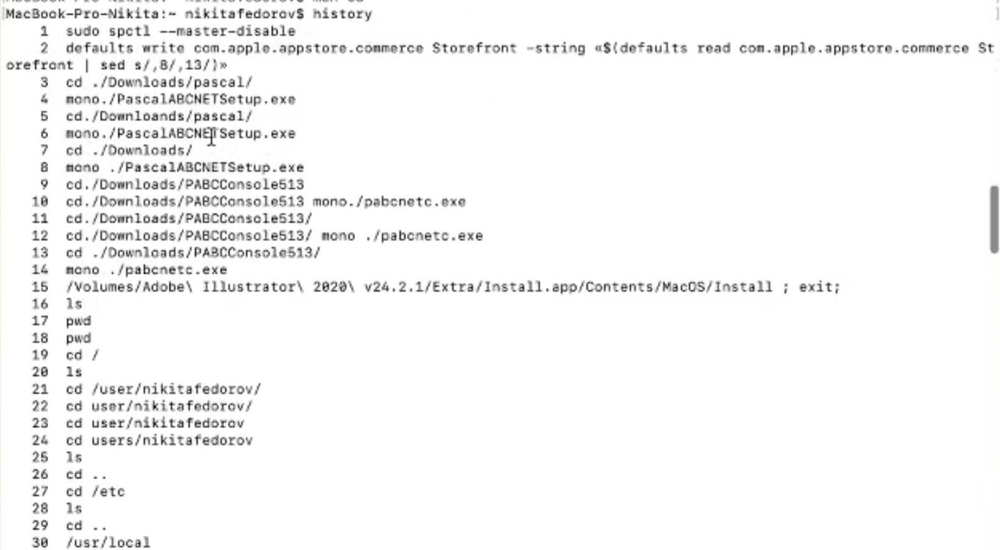 MacBook-Pro-Nikita:~ nikitafedorov$ history
1 sudo spctl --master-disable
2 defaults write com.apple.appstore.commerce Storefront -string «$(defaults read com.apple.appstore.commerce St
orefront | sed s/,8/,13/)»
3 cd ./Downloads/pascal/
4 mono./PascalABCNETSetup.exe
5 cd./Downloands/pascal/
6 mono./PascalABCNETSetup.exe
7 cd ./Downloads/
8 mono ./PascalABCNETSetup.exe
9 cd./Downloads/PABCConsole513
10 cd./Downloads/PABCConsole513 mono./pabcnetc.exe
11 cd./Downloads/PABCConsole513/
12 cd./Downloads/PABCConsole513/ mono ./pabcnetc.exe
13 cd ./Downloads/PABCConsole513/
14 mono ./pabcnetc.exe
15 /Volumes/Adobe\ Illustrator\ 2020\ v24.2.1/Extra/Install.app/Contents/MacOS/Install ; exit;
16 ls
17 pwd
18 pwd
19 cd /
20 ls
21 cd /user/nikitafedorov/
22 cd user/nikitafedorov/
23 cd user/nikitafedorov
24 cd users/nikitafedorov
25 ls
26 cd ..
27 cd /etc
28 ls
29 cd ..
30 /usr/local